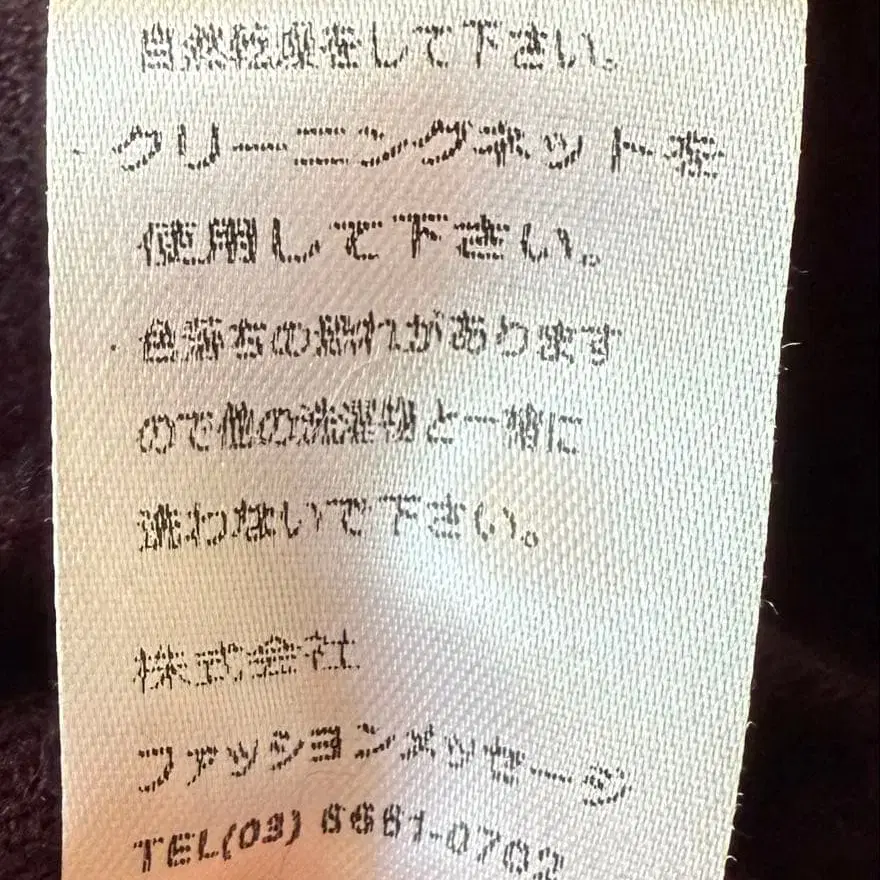 自然乾燥をして下さい。
・クリーニングネットを
使用して下さい。
・色落ちの恐れがあります
ので他の洗濯物と一緒に
洗わないで下さい。
株式会社
ファッションメッセージ
TEL(03) 6661-0702